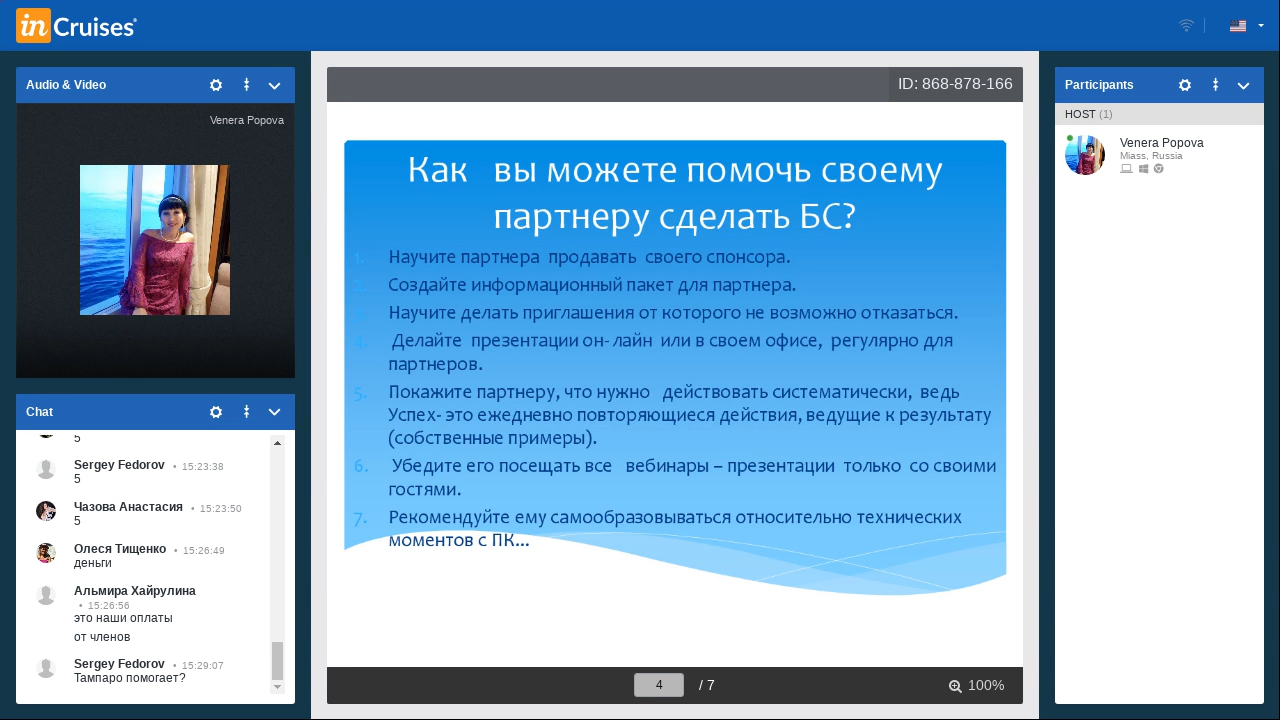 in Cruises
Audio & Video
Venera Popova
Chat
5
Sergey Fedorov • 15:23:38
5
Чазова Анастасия • 15:23:50
5
Олеся Тищенко • 15:26:49
деньги
Альмира Хайрулина
• 15:26:56
это наши оплаты
от членов
Sergey Fedorov • 15:29:07
Тампаро помогает?
ID: 868-878-166
Как вы можете помочь своему
партнеру сделать БС?
1. Научите партнера продавать своего спонсора.
2. Создайте информационный пакет для партнера.
3. Научите делать приглашения от которого не возможно отказаться.
4. Делайте презентации он- лайн или в своем офисе, регулярно для
партнеров.
5. Покажите партнеру, что нужно действовать систематически, ведь
Успех- это ежедневно повторяющиеся действия, ведущие к результату
(собственные примеры).
6. Убедите его посещать все вебинары – презентации только со своими
гостями.
7. Рекомендуйте ему самообразовываться относительно технических
моментов с ПК...
4 / 7
100%
Participants
HOST (1)
Venera Popova
Miass, Russia